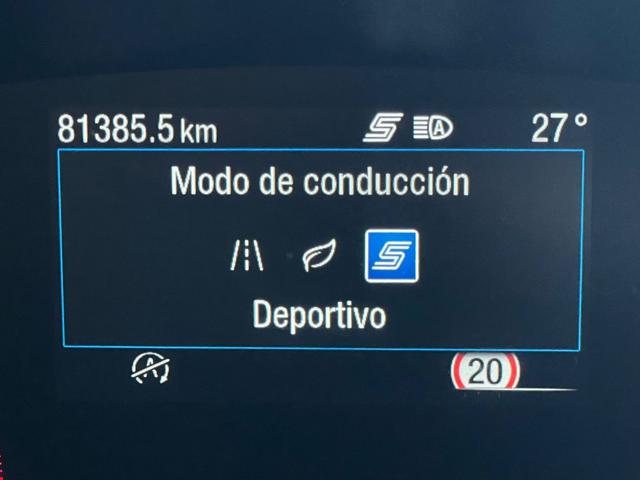 81385.5 km S A 27°
Modo de conducción
S
Deportivo
A 20